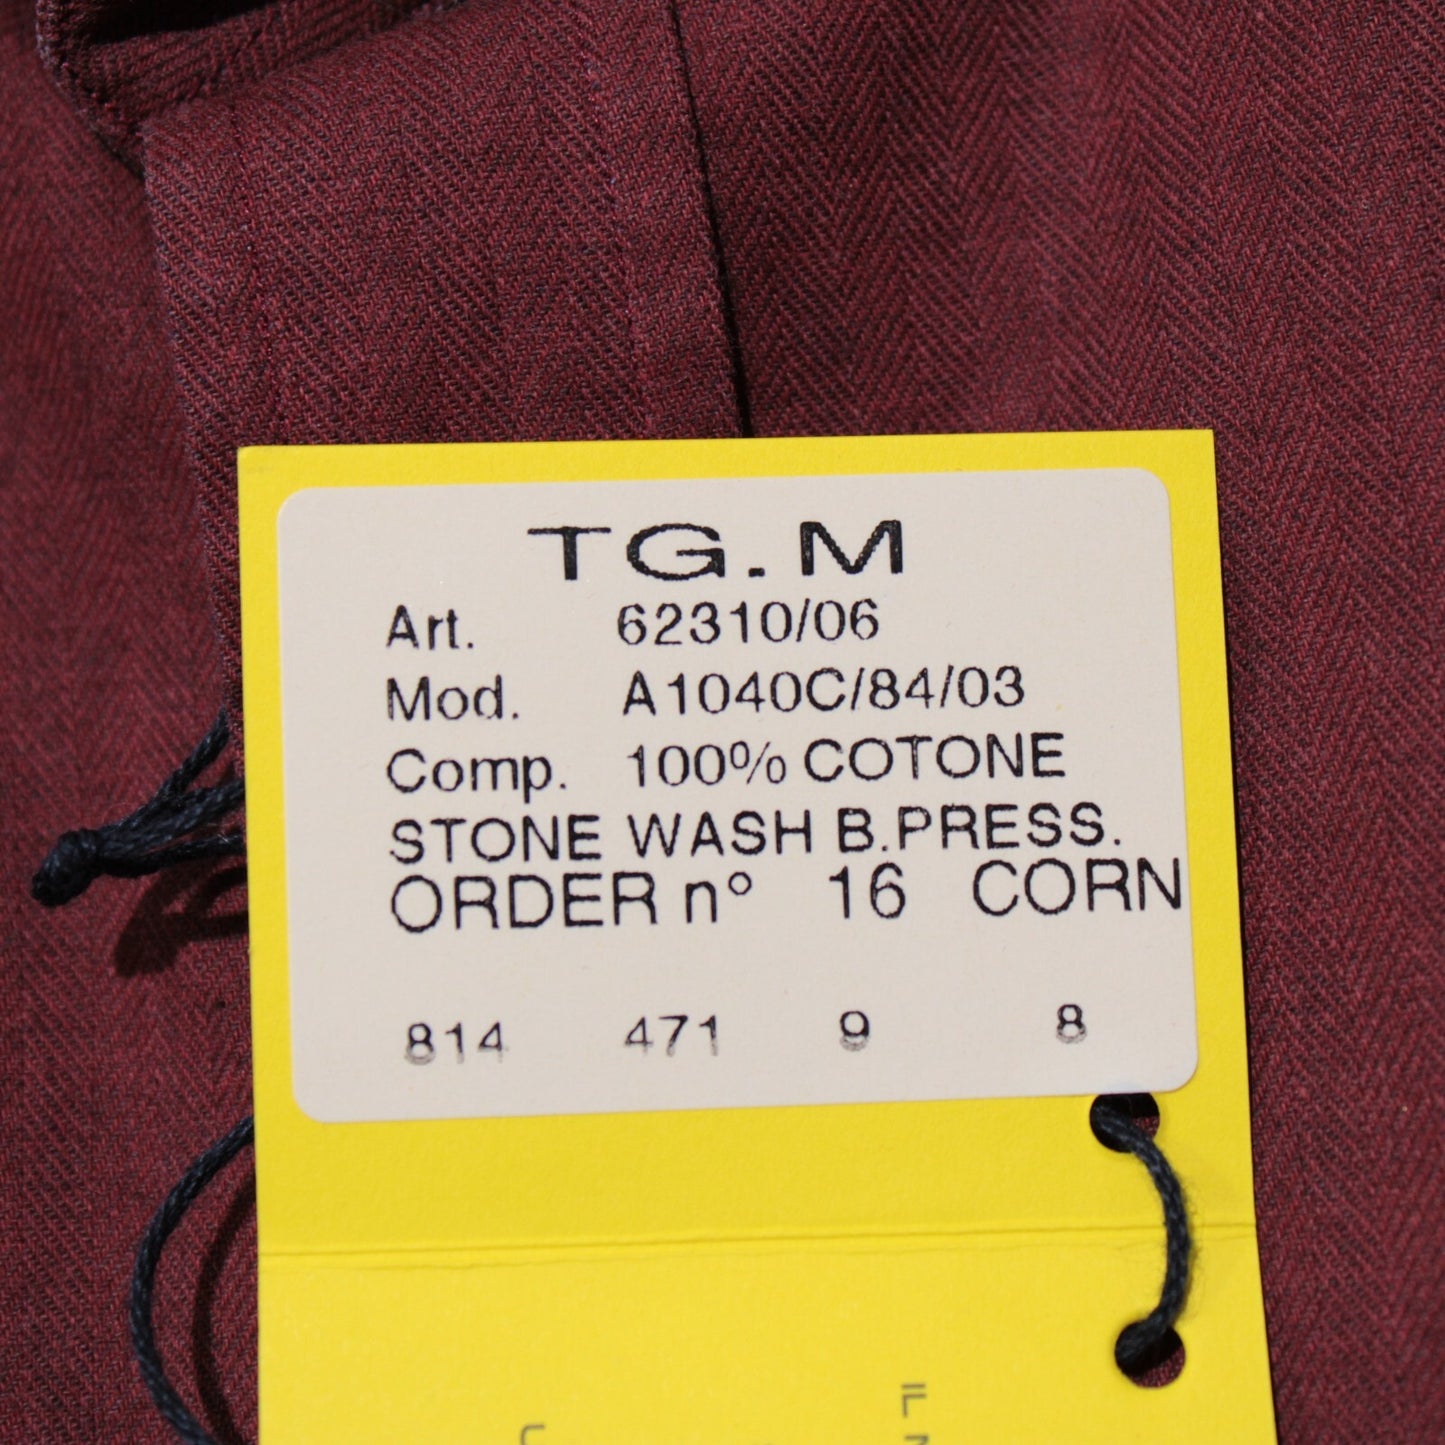 TG.M
Art. 62310/06
Mod. A1040C/84/03
Comp. 100% COTONE
STONE WASH B.PRESS.
ORDER n° 16 CORN
814 471 9 8